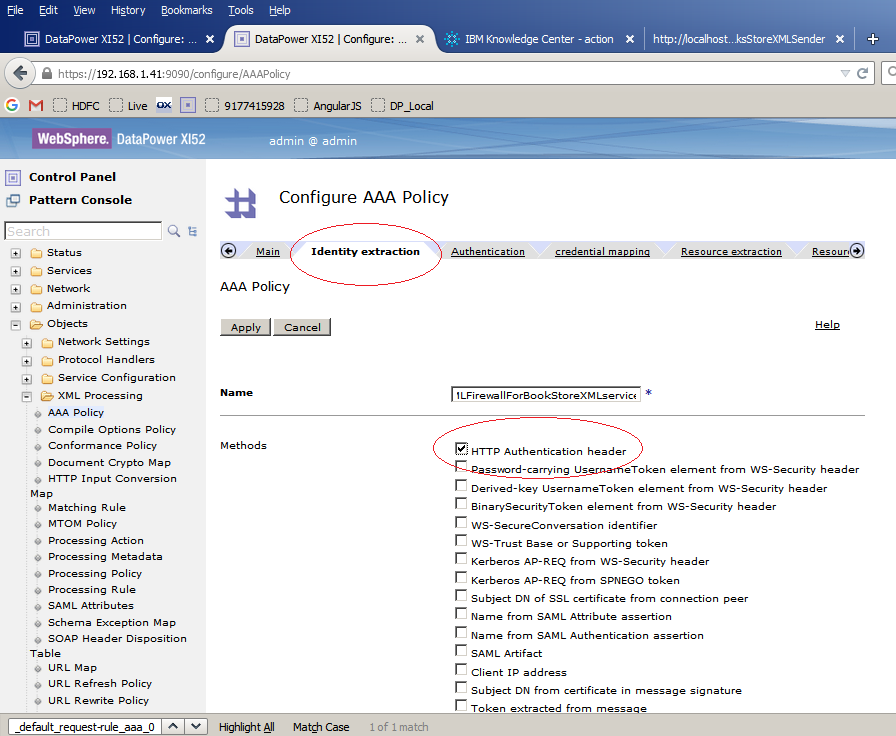 File Edit View History Bookmarks Tools Help
DataPower XI52 | Configure: ... × DataPower XI52 | Configure: ... × IBM Knowledge Center - action × http://localhost...ksStoreXMLSender ×
https://192.168.1.41:9090/configure/AAAPolicy
HDFC Live OX 9177415928 AngularJS DP_Local
WebSphere. DataPower XI52 admin @ admin
Control Panel
Pattern Console
Search
Status
Services
Network
Administration
Objects
Network Settings
Protocol Handlers
Service Configuration
XML Processing
AAA Policy
Compile Options Policy
Conformance Policy
Document Crypto Map
HTTP Input Conversion
Map
Matching Rule
MTOM Policy
Processing Action
Processing Metadata
Processing Policy
Processing Rule
SAML Attributes
Schema Exception Map
SOAP Header Disposition
Table
URL Map
URL Refresh Policy
URL Rewrite Policy
Configure AAA Policy
Main Identity extraction Authentication credential mapping Resource extraction Resour
AAA Policy
Apply Cancel Help
Name LFirewallForBookStoreXMLservice *
Methods HTTP Authentication header
Password-carrying UsernameToken element from WS-Security header
Derived-key UsernameToken element from WS-Security header
BinarySecurityToken element from WS-Security header
WS-SecureConversation identifier
WS-Trust Base or Supporting token
Kerberos AP-REQ from WS-Security header
Kerberos AP-REQ from SPNEGO token
Subject DN of SSL certificate from connection peer
Name from SAML Attribute assertion
Name from SAML Authentication assertion
SAML Artifact
Client IP address
Subject DN from certificate in message signature
Token extracted from message
_default_request-rule_aaa_0 Highlight All Match Case 1 of 1 match